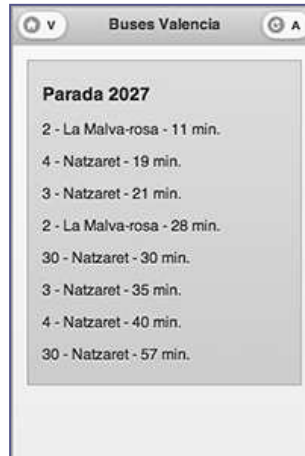 V Buses Valencia A
Parada 2027
2 - La Malva-rosa - 11 min.
4 - Natzaret - 19 min.
3 - Natzaret - 21 min.
2 - La Malva-rosa - 28 min.
30 - Natzaret - 30 min.
3 - Natzaret - 35 min.
4 - Natzaret - 40 min.
30 - Natzaret - 57 min.